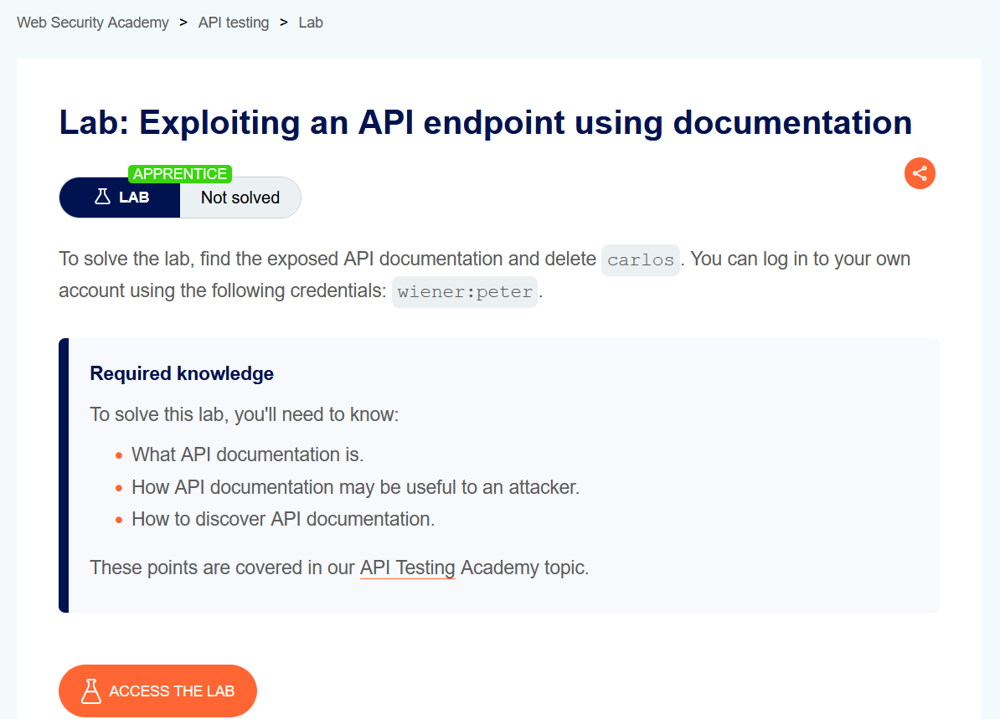 Web Security Academy > API testing > Lab
Lab: Exploiting an API endpoint using documentation
APPRENTICE
LAB Not solved
To solve the lab, find the exposed API documentation and delete carlos. You can log in to your own
account using the following credentials: wiener:peter.
Required knowledge
To solve this lab, you'll need to know:
• What API documentation is.
• How API documentation may be useful to an attacker.
• How to discover API documentation.
These points are covered in our API Testing Academy topic.
ACCESS THE LAB